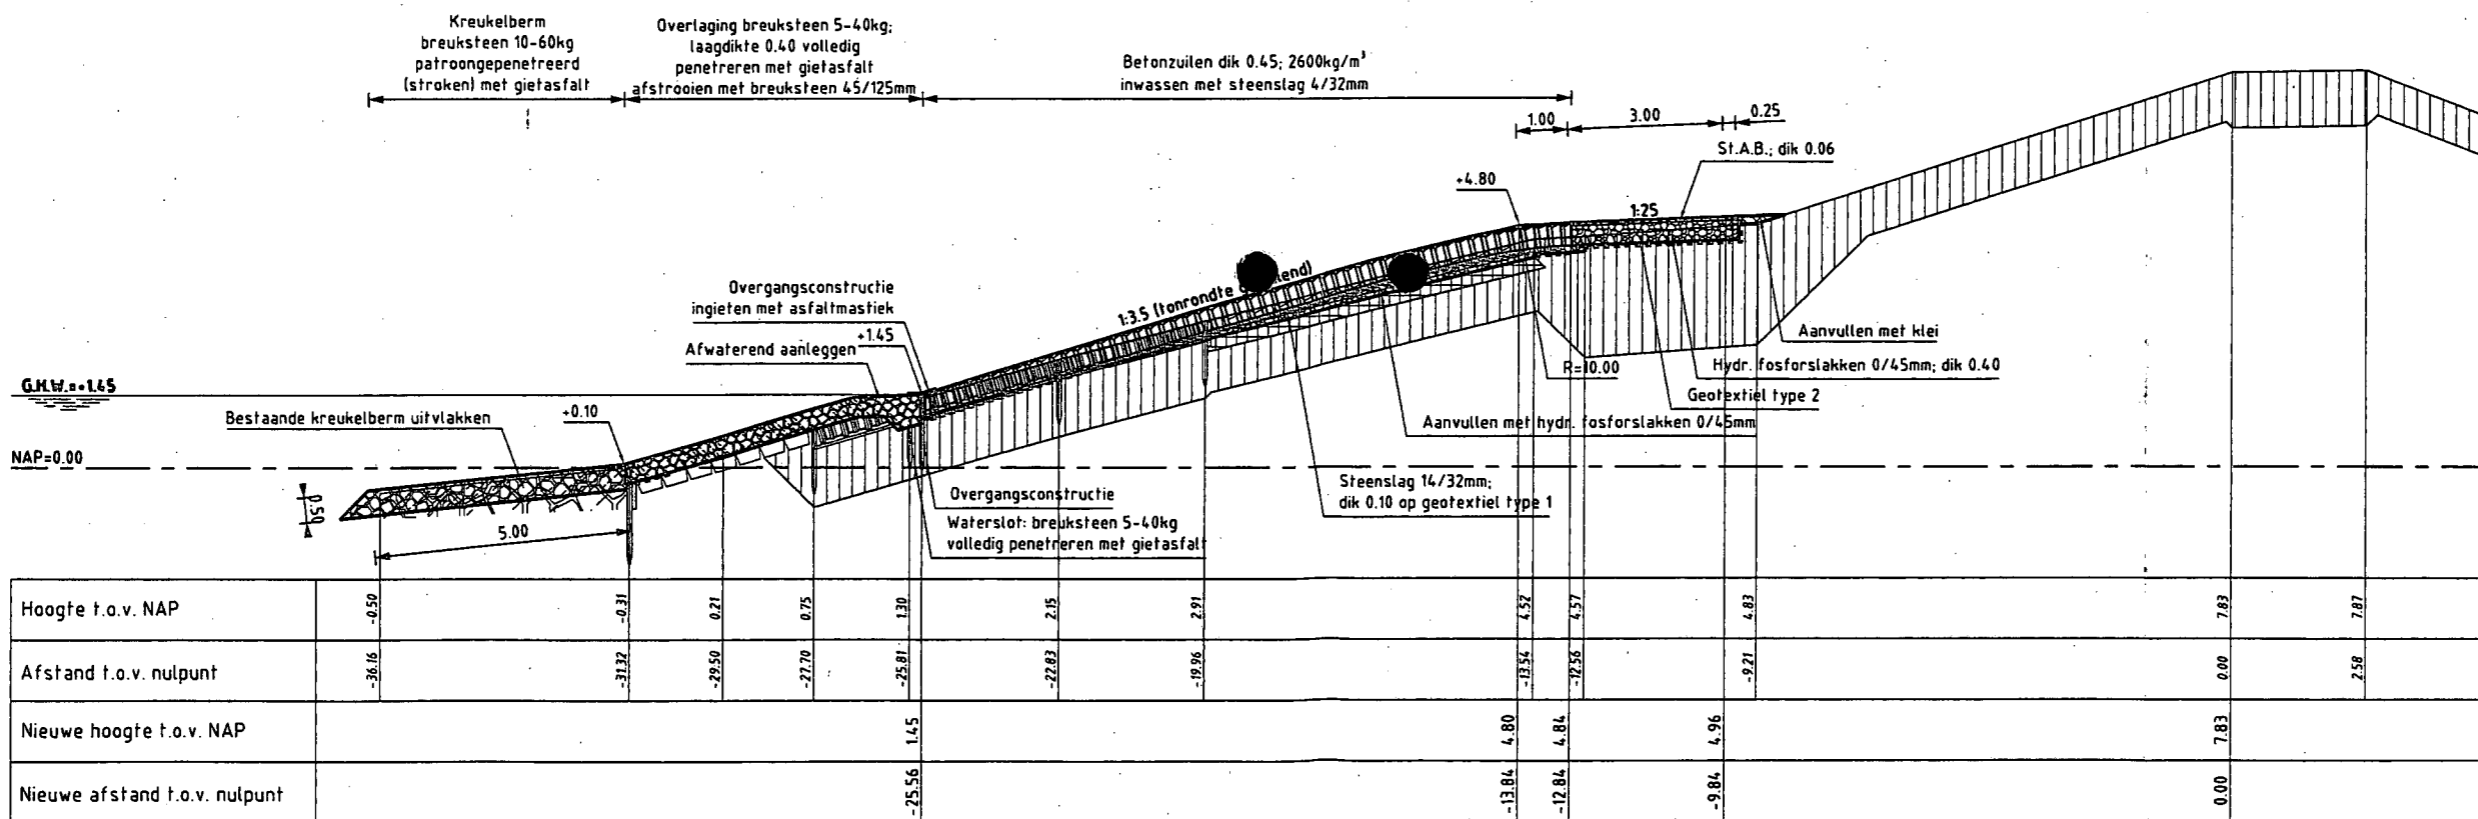 Kreukelberm
breuksteen 10-60kg
patroongepenetreerd
(stroken) met gietasfalt
Overlaging breuksteen 5-40kg;
laagdikte 0.40 volledig
penetreren met gietasfalt
afstrooien met breuksteen 45/125mm
Betonzuilen dik 0.45; 2600kg/m³
inwassen met steenslag 4/32mm
1.00
3.00
0.25
St.A.B.; dik 0.06
+4.80
1:25
1:3.5 (tonrondte
Overgangsconstructie
ingieten met asfaltmastiek
+1.45
Afwaterend aanleggen
G.H.W.=+1.45
Bestaande kreukelberm uitvlakken
+0.10
NAP=0.00
0.50
5.00
Overgangsconstructie
Waterslot: breuksteen 5-40kg
volledig penetreren met gietasfalt
Steenslag 14/32mm;
dik 0.10 op geotextiel type 1
Aanvullen met hydr. fosforslakken 0/45mm
R=10.00
Geotextiel type 2
Hydr. fosforslakken 0/45mm; dik 0.40
Aanvullen met klei
Hoogte t.o.v. NAP -0.50 -0.31 0.21 0.75 1.30 2.15 2.91 4.52 4.57 4.83 7.83 7.87
Afstand t.o.v. nulpunt -36.16 -31.32 -29.50 -27.70 -25.81 -22.83 -19.96 -13.54 -12.56 -9.21 0.00 2.58
Nieuwe hoogte t.o.v. NAP 1.45 4.80 4.84 4.96 7.83
Nieuwe afstand t.o.v. nulpunt -25.56 -13.84 -12.84 -9.84 0.00